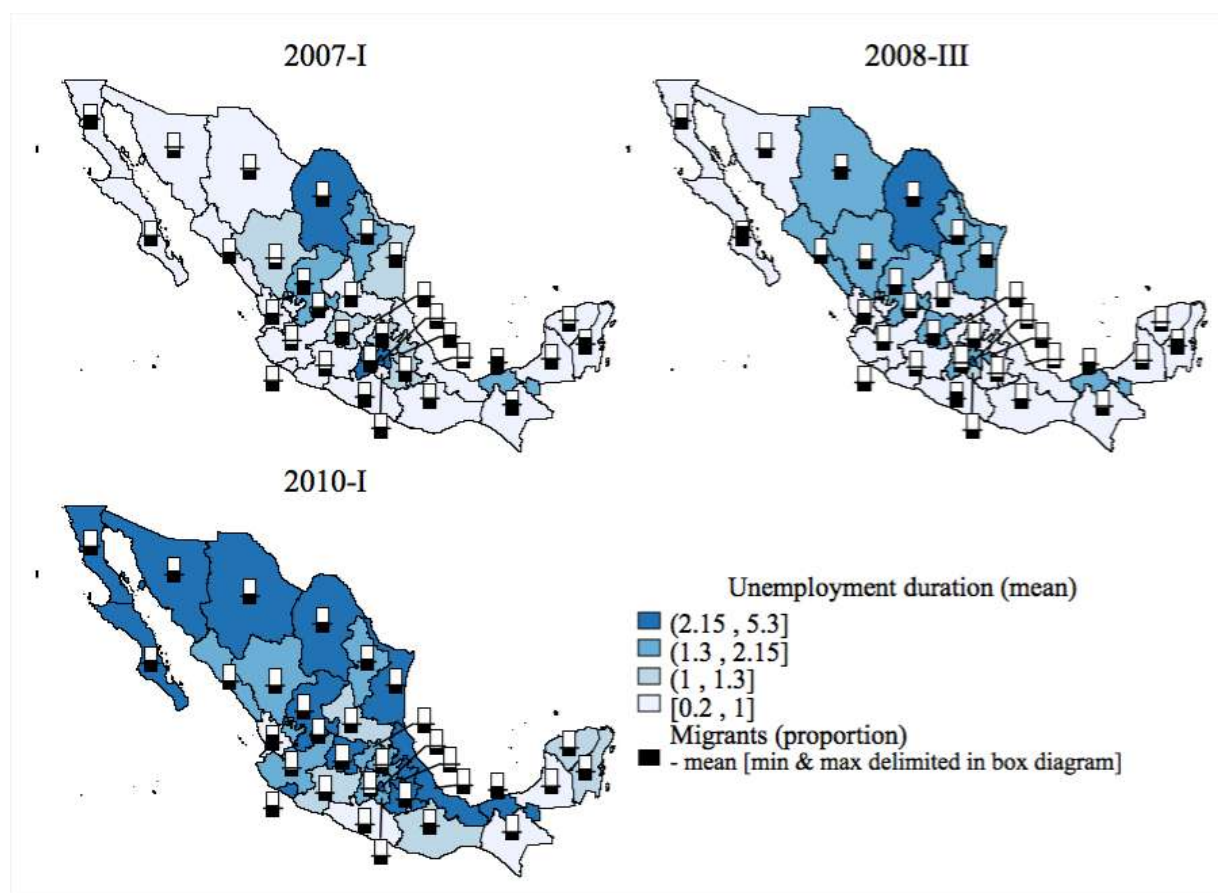 2007-I
2008-III
2010-I
Unemployment duration (mean)
(2.15 , 5.3]
(1.3 , 2.15]
(1 , 1.3]
[0.2 , 1]
Migrants (proportion)
- mean [min & max delimited in box diagram]